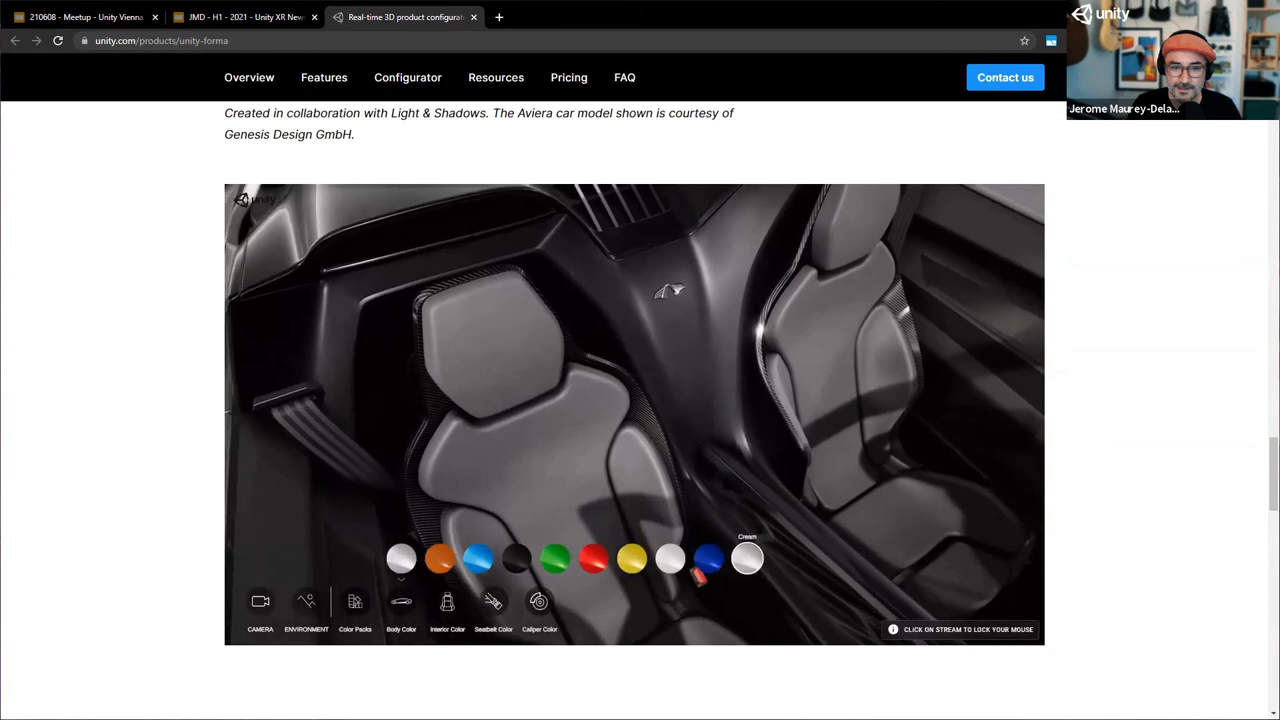 210608 - Meetup - Unity Vienna
JMD - H1 - 2021 - Unity XR New
Real-time 3D product configurat
unity.com/products/unity-forma
unity
Jerome Maurey-Dela...
Overview
Features
Configurator
Resources
Pricing
FAQ
Contact us
Created in collaboration with Light & Shadows. The Aviera car model shown is courtesy of
Genesis Design GmbH.
unity
Cream
CAMERA
ENVIRONMENT
Color Packs
Body Color
Interior Color
Seatbelt Color
Caliper Color
CLICK ON STREAM TO LOCK YOUR MOUSE